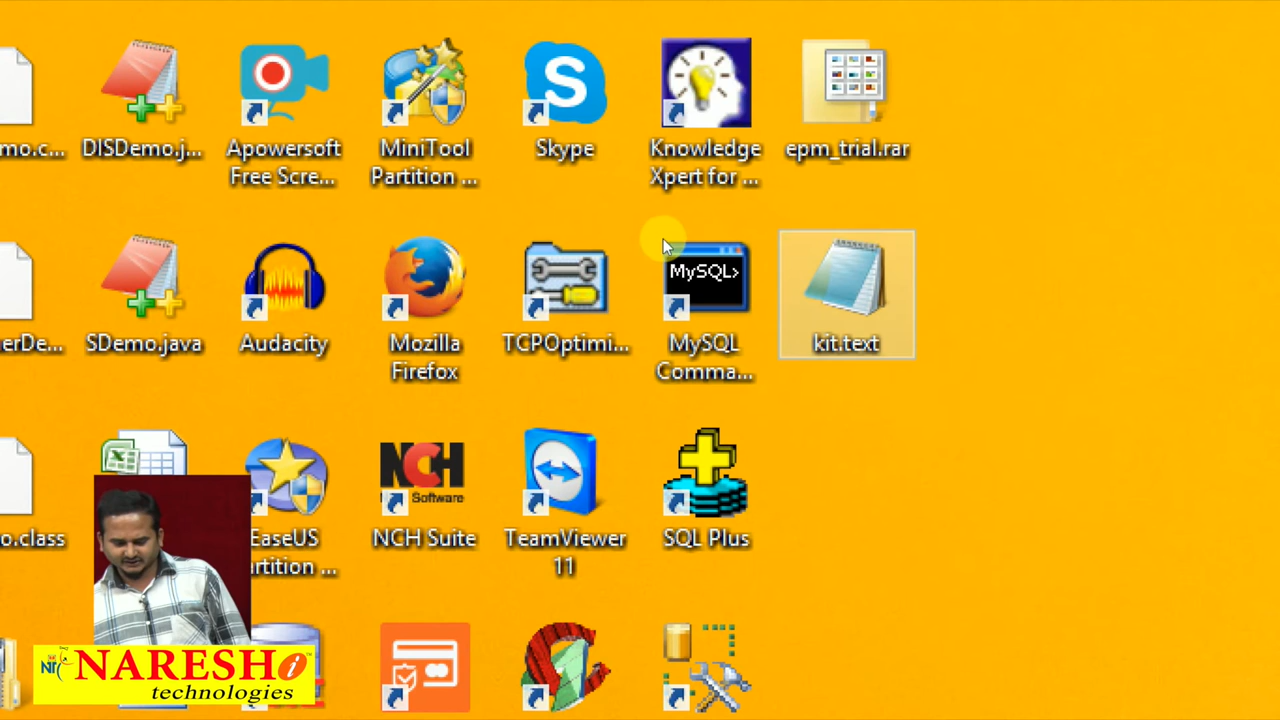 mo.c...
DISDemo.j...
Apowersoft
Free Scre...
MiniTool
Partition ...
S
Skype
Knowledge
Xpert for ...
epm_trial.rar
erDe...
SDemo.java
Audacity
Mozilla
Firefox
TCPOptimi...
MySQL>
MySQL
Comma...
kit.text
o.class
X
EaseUS
artition ...
NCH
Software
NCH Suite
TeamViewer
11
SQL Plus
NARESH i
technologies